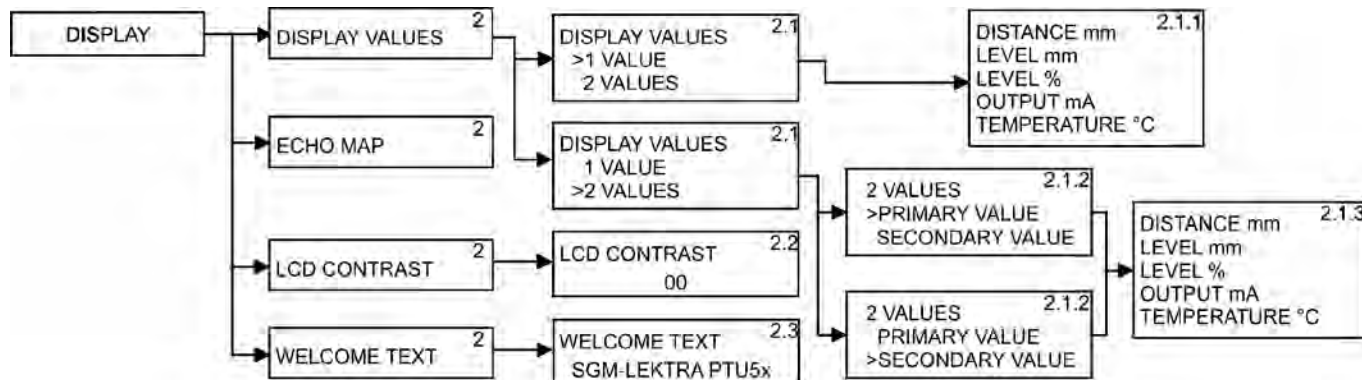 DISPLAY
2
DISPLAY VALUES
2
ECHO MAP
2
LCD CONTRAST
2
WELCOME TEXT
2.1
DISPLAY VALUES
>1 VALUE
2 VALUES
2.1
DISPLAY VALUES
1 VALUE
>2 VALUES
2.2
LCD CONTRAST
00
2.3
WELCOME TEXT
SGM-LEKTRA PTU5x
2.1.1
DISTANCE mm
LEVEL mm
LEVEL %
OUTPUT mA
TEMPERATURE °C
2.1.2
2 VALUES
>PRIMARY VALUE
SECONDARY VALUE
2.1.2
2 VALUES
PRIMARY VALUE
>SECONDARY VALUE
2.1.3
DISTANCE mm
LEVEL mm
LEVEL %
OUTPUT mA
TEMPERATURE °C